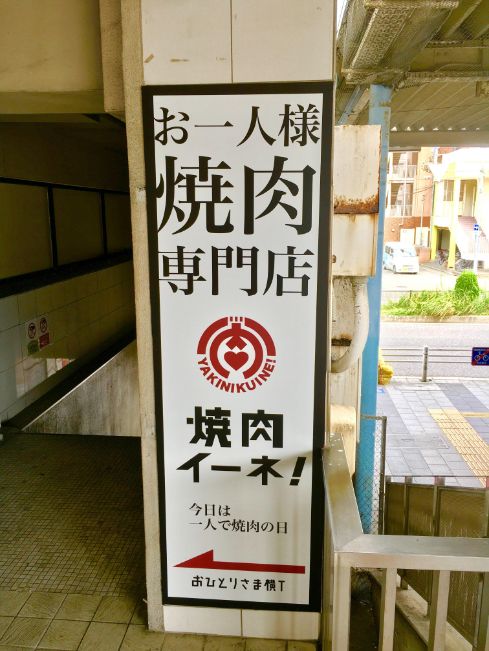 お一人様
焼肉
専門店
YAKINIKUINE!!
焼肉
イーネ!
今日は
一人で焼肉の日
おひとりさま横T